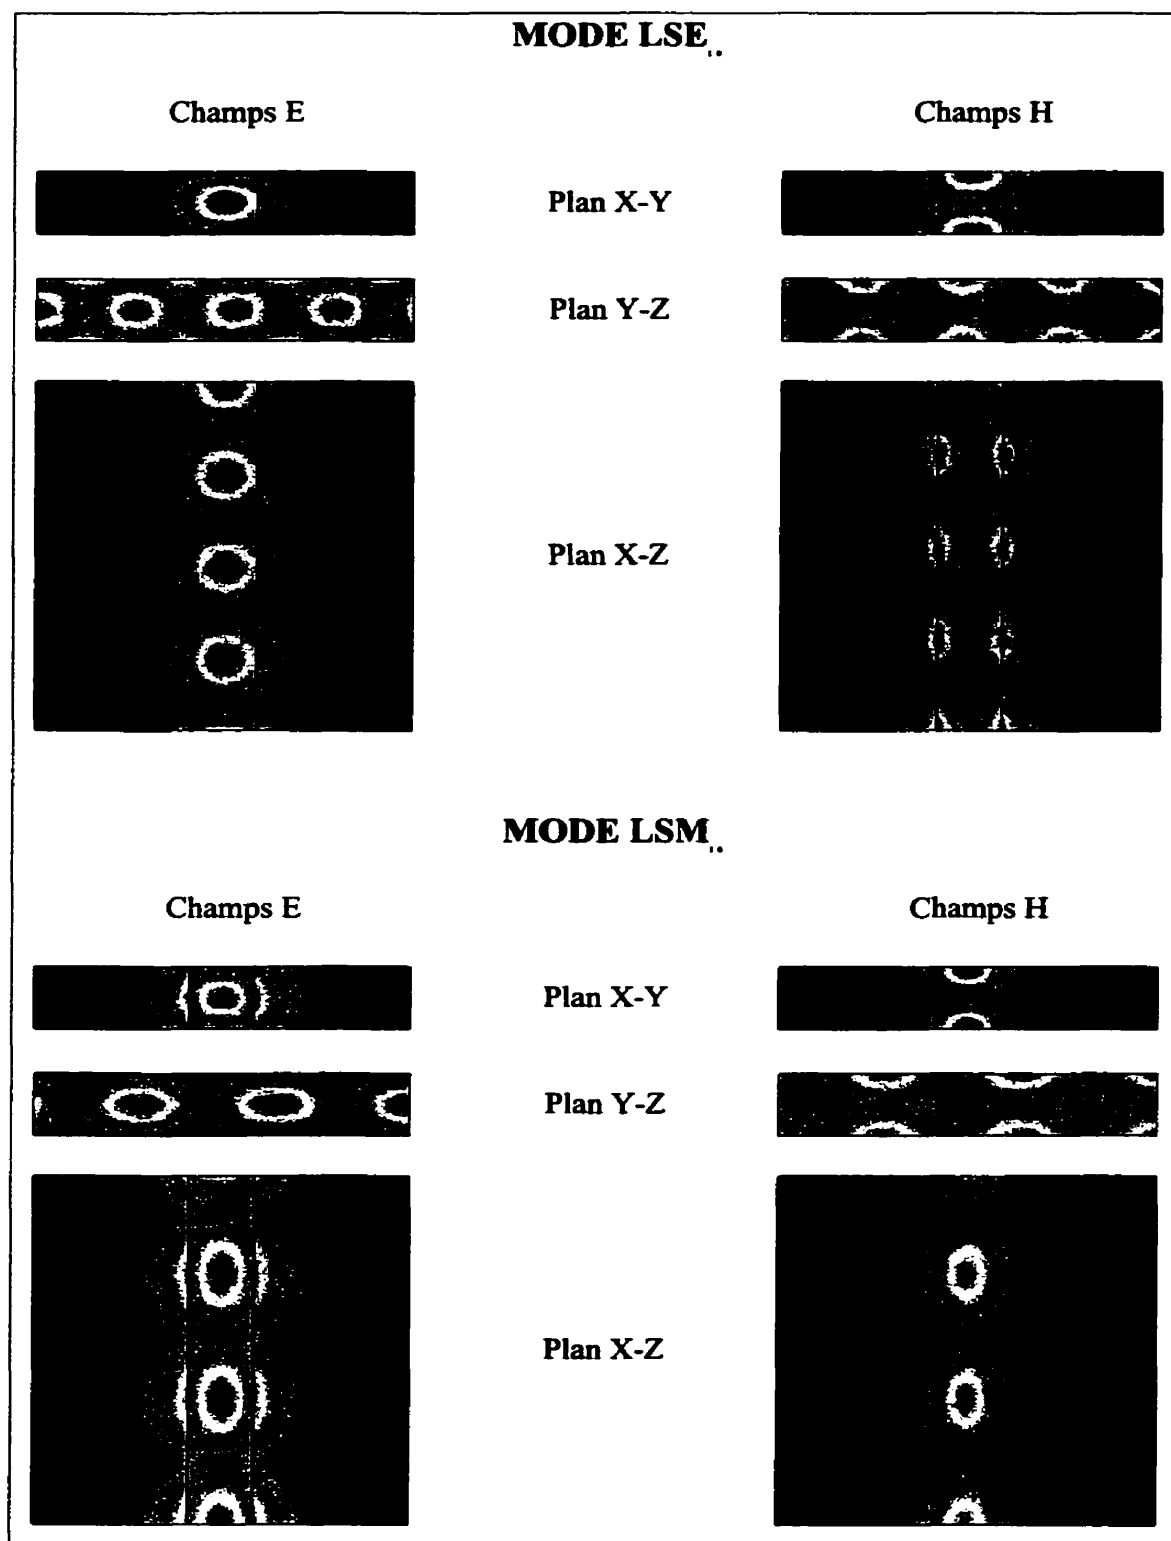 MODE LSE
Champs E Champs H
Plan X-Y
Plan Y-Z
Plan X-Z
MODE LSM
Champs E Champs H
Plan X-Y
Plan Y-Z
Plan X-Z